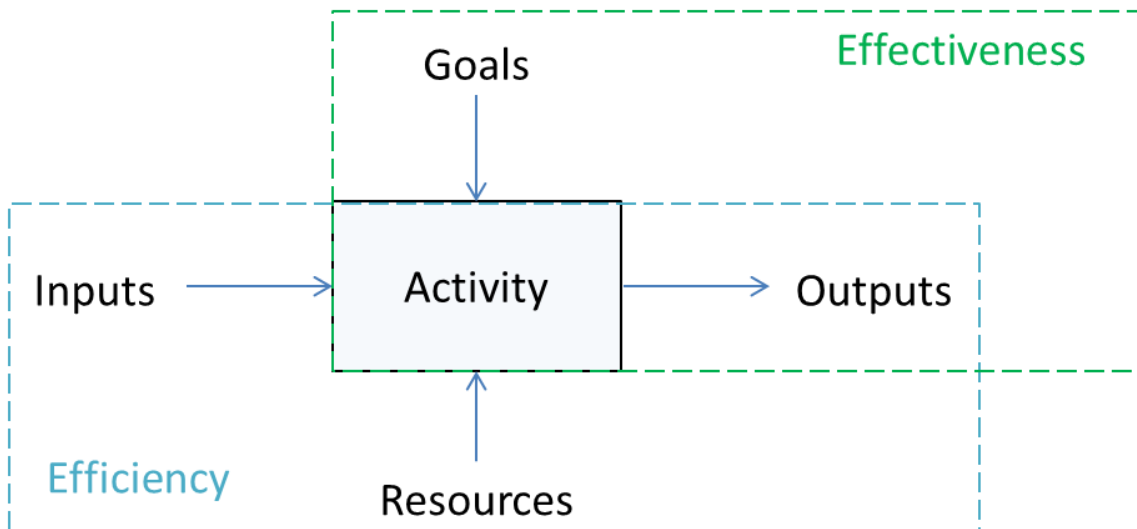 Effectiveness
Goals
Inputs
Activity
Outputs
Efficiency
Resources